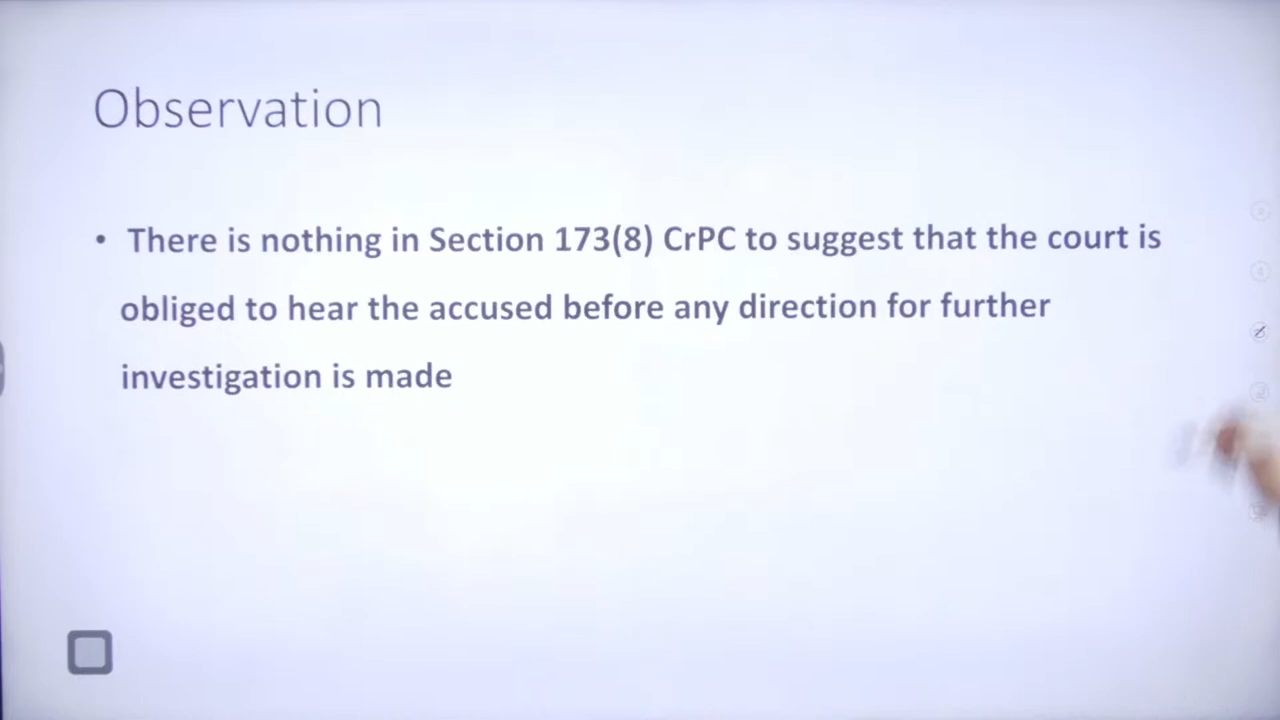 Observation
• There is nothing in Section 173(8) CrPC to suggest that the court is
obliged to hear the accused before any direction for further
investigation is made